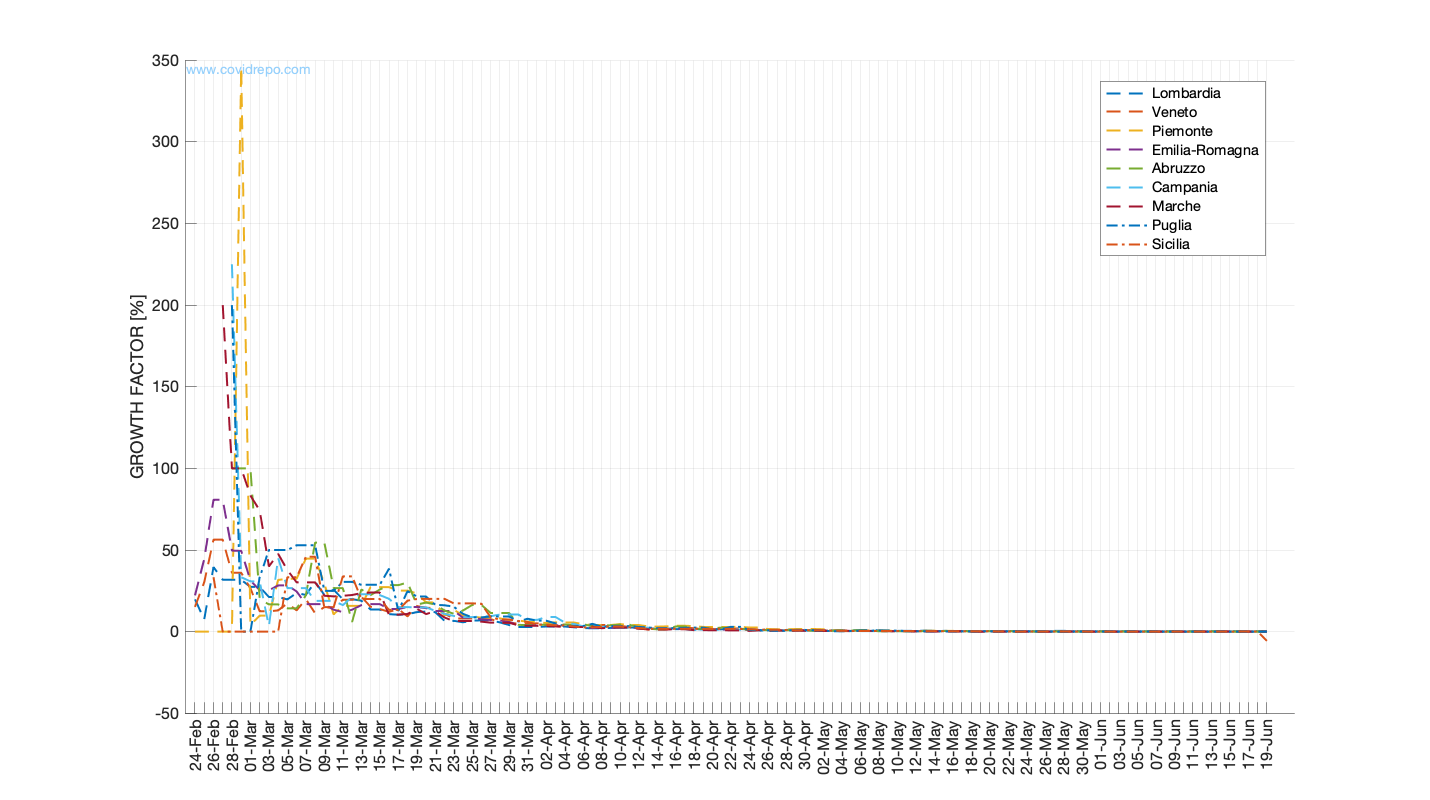 www.covidrepo.com
350
300
250
200
150
100
50
0
-50
GROWTH FACTOR [%]
Lombardia
Veneto
Piemonte
Emilia-Romagna
Abruzzo
Campania
Marche
Puglia
Sicilia
24-Feb
26-Feb
28-Feb
01-Mar
03-Mar
05-Mar
07-Mar
09-Mar
11-Mar
13-Mar
15-Mar
17-Mar
19-Mar
21-Mar
23-Mar
25-Mar
27-Mar
29-Mar
31-Mar
02-Apr
04-Apr
06-Apr
08-Apr
10-Apr
12-Apr
14-Apr
16-Apr
18-Apr
20-Apr
22-Apr
24-Apr
26-Apr
28-Apr
30-Apr
02-May
04-May
06-May
08-May
10-May
12-May
14-May
16-May
18-May
20-May
22-May
24-May
26-May
28-May
30-May
01-Jun
03-Jun
05-Jun
07-Jun
09-Jun
11-Jun
13-Jun
15-Jun
17-Jun
19-Jun